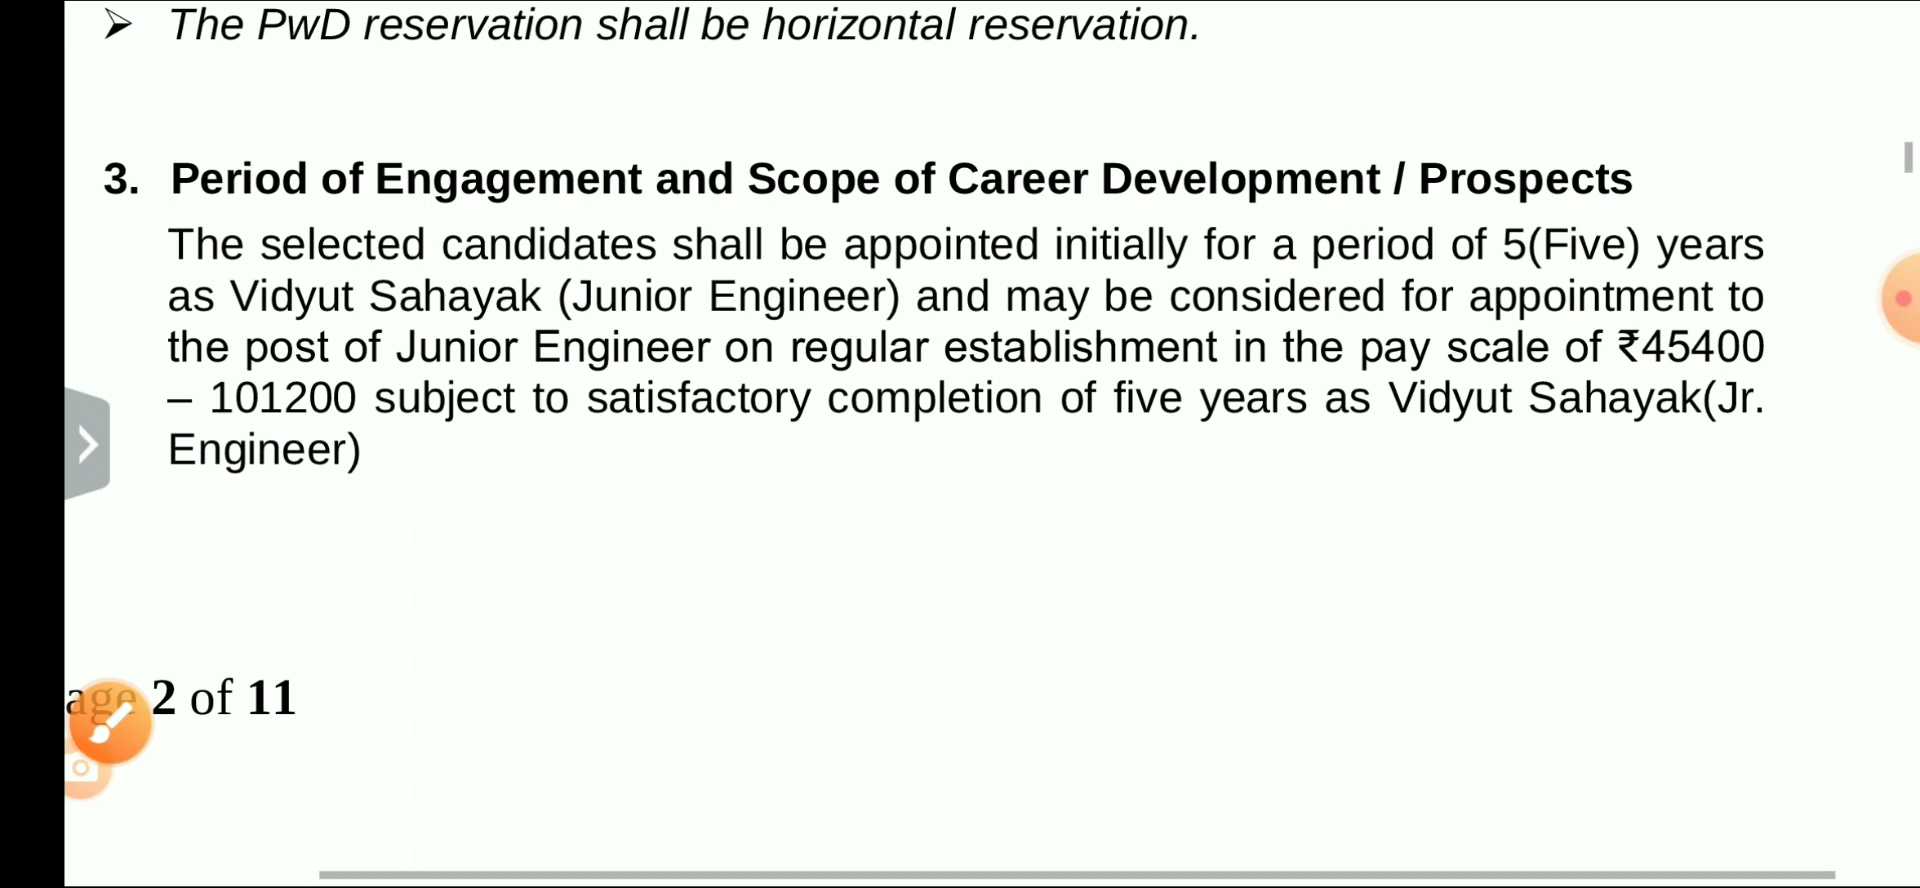 ➢ The PwD reservation shall be horizontal reservation.
3. Period of Engagement and Scope of Career Development / Prospects
The selected candidates shall be appointed initially for a period of 5(Five) years
as Vidyut Sahayak (Junior Engineer) and may be considered for appointment to
the post of Junior Engineer on regular establishment in the pay scale of ₹45400
– 101200 subject to satisfactory completion of five years as Vidyut Sahayak(Jr.
Engineer)
age 2 of 11